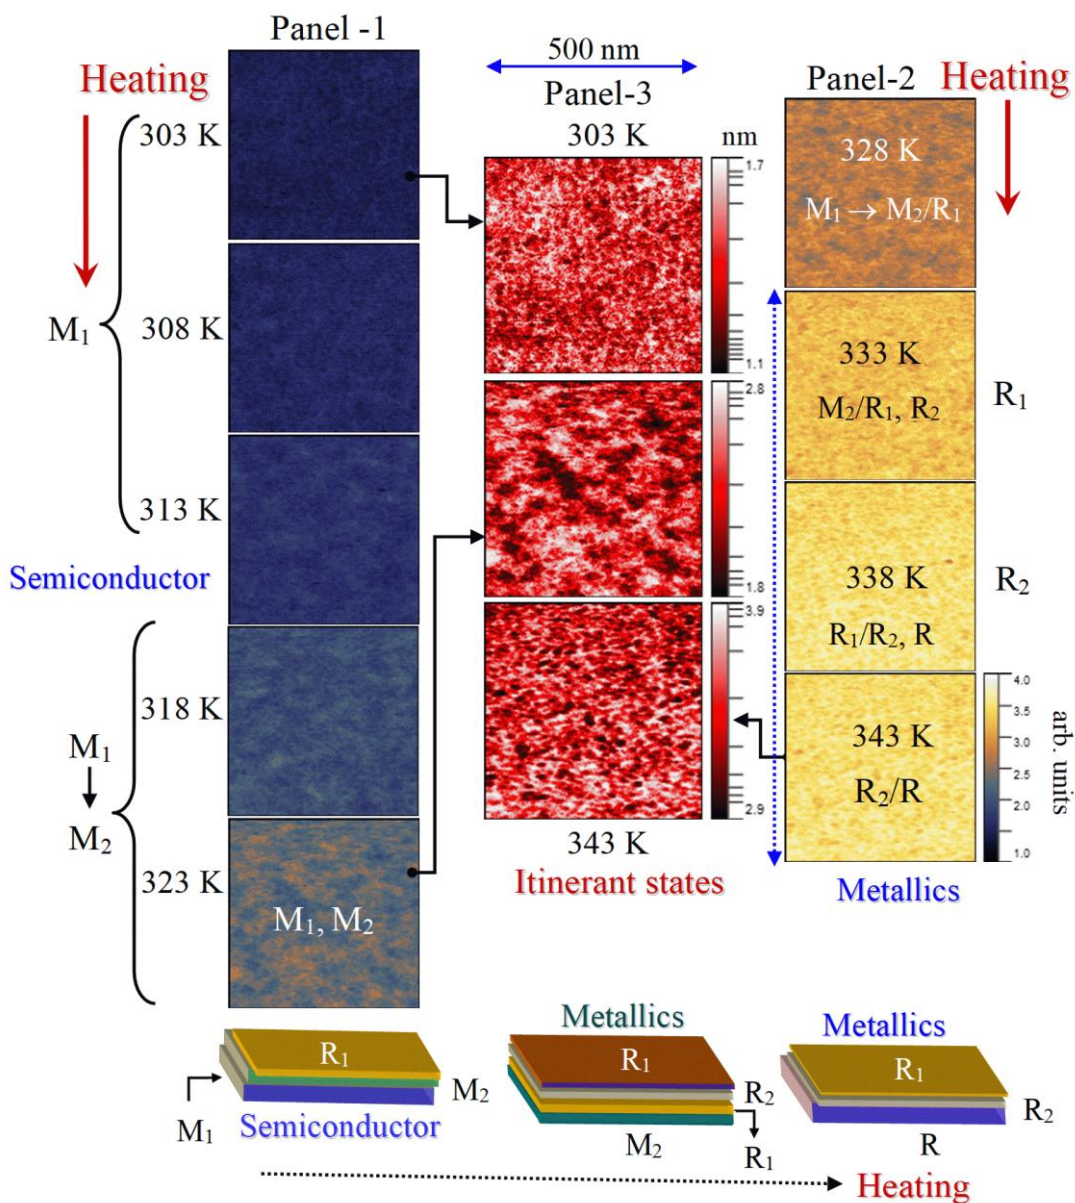 Panel -1
Heating
303 K
308 K
M₁
313 K
Semiconductor
318 K
M₁
M₂
323 K
M₁, M₂
500 nm
Panel-3
303 K
nm
1.7
1.1
2.8
1.8
3.9
2.9
343 K
Itinerant states
Panel-2
Heating
328 K
M₁ → M₂/R₁
333 K
M₂/R₁, R₂
R₁
338 K
R₁/R₂, R
R₂
343 K
R₂/R
4.0
3.5
3.0
2.5
2.0
1.0
arb. units
Metallics
R₁
M₂
M₁
Semiconductor
Metallics
R₁
R₂
M₂
R₁
Metallics
R₁
R₂
R
Heating